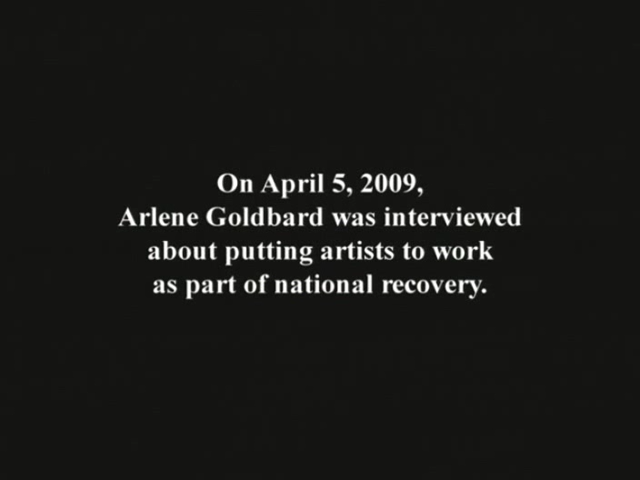 On April 5, 2009,
Arlene Goldbard was interviewed
about putting artists to work
as part of national recovery.